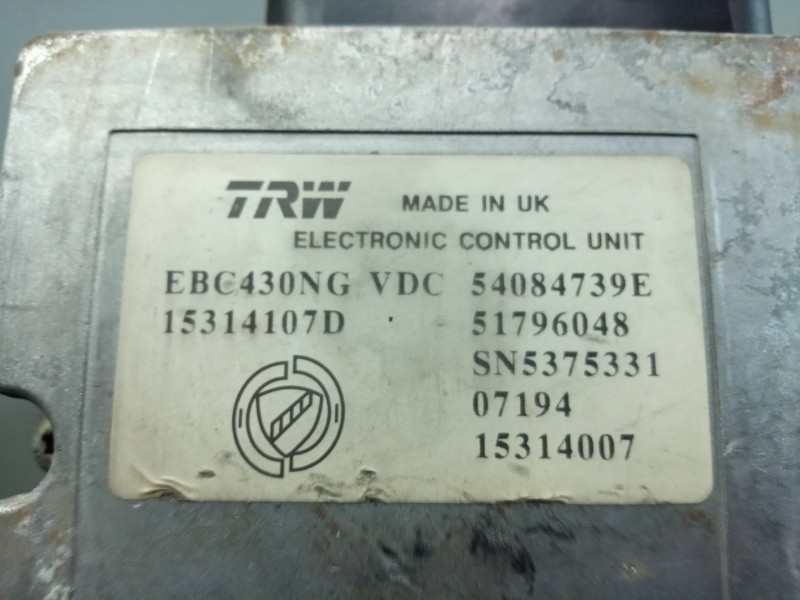 TRW MADE IN UK
ELECTRONIC CONTROL UNIT
EBC430NG VDC 54084739E
15314107D 51796048
SN5375331
07194
15314007